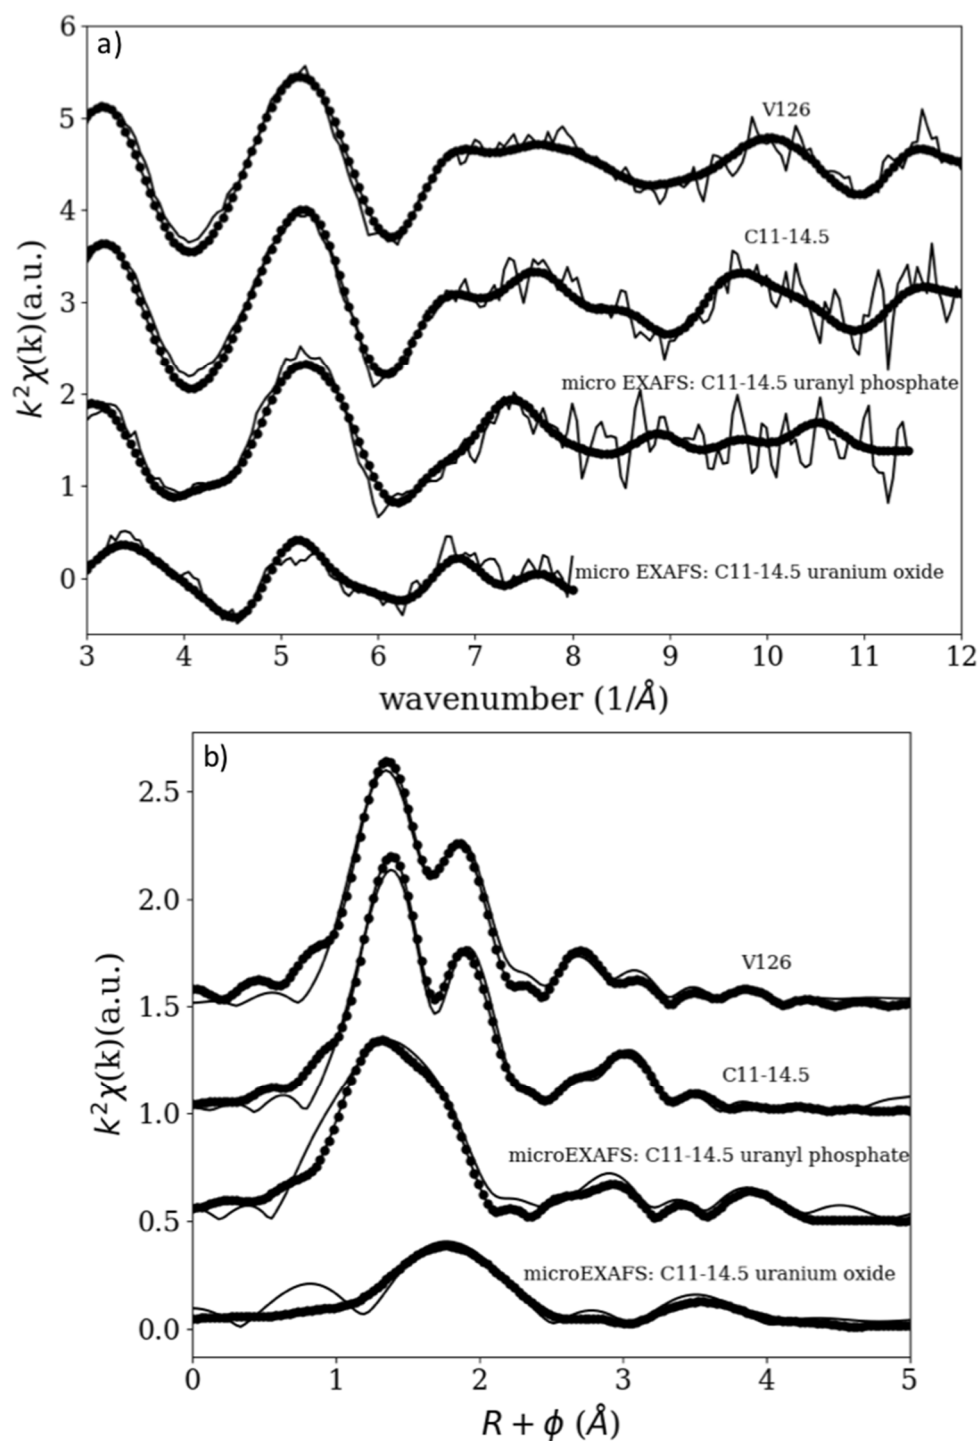 a)
6
5
4
3
2
1
0
k²χ(k)(a.u.)
V126
C11-14.5
micro EXAFS: C11-14.5 uranyl phosphate
micro EXAFS: C11-14.5 uranium oxide
3 4 5 6 7 8 9 10 11 12
wavenumber (1/Å)
b)
2.5
2.0
1.5
1.0
0.5
0.0
k²χ(k)(a.u.)
V126
C11-14.5
microEXAFS: C11-14.5 uranyl phosphate
microEXAFS: C11-14.5 uranium oxide
0 1 2 3 4 5
R + ϕ (Å)